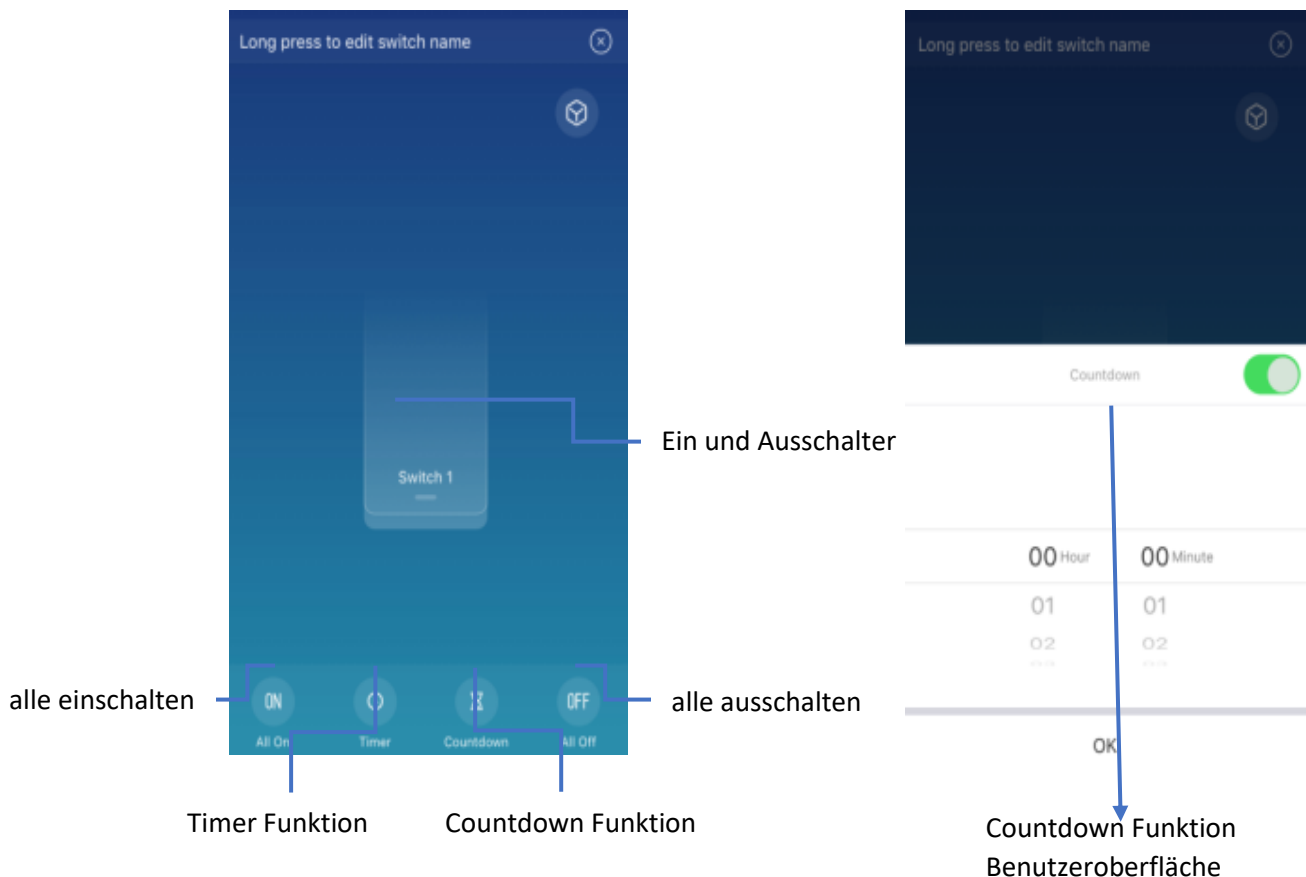 Long press to edit switch name
Switch 1
Ein und Ausschalter
alle einschalten
ON
OFF
alle ausschalten
All On
Timer
Countdown
All Off
Timer Funktion
Countdown Funktion
Long press to edit switch name
Countdown
00 Hour 00 Minute
01 01
02 02
OK
Countdown Funktion
Benutzeroberfläche